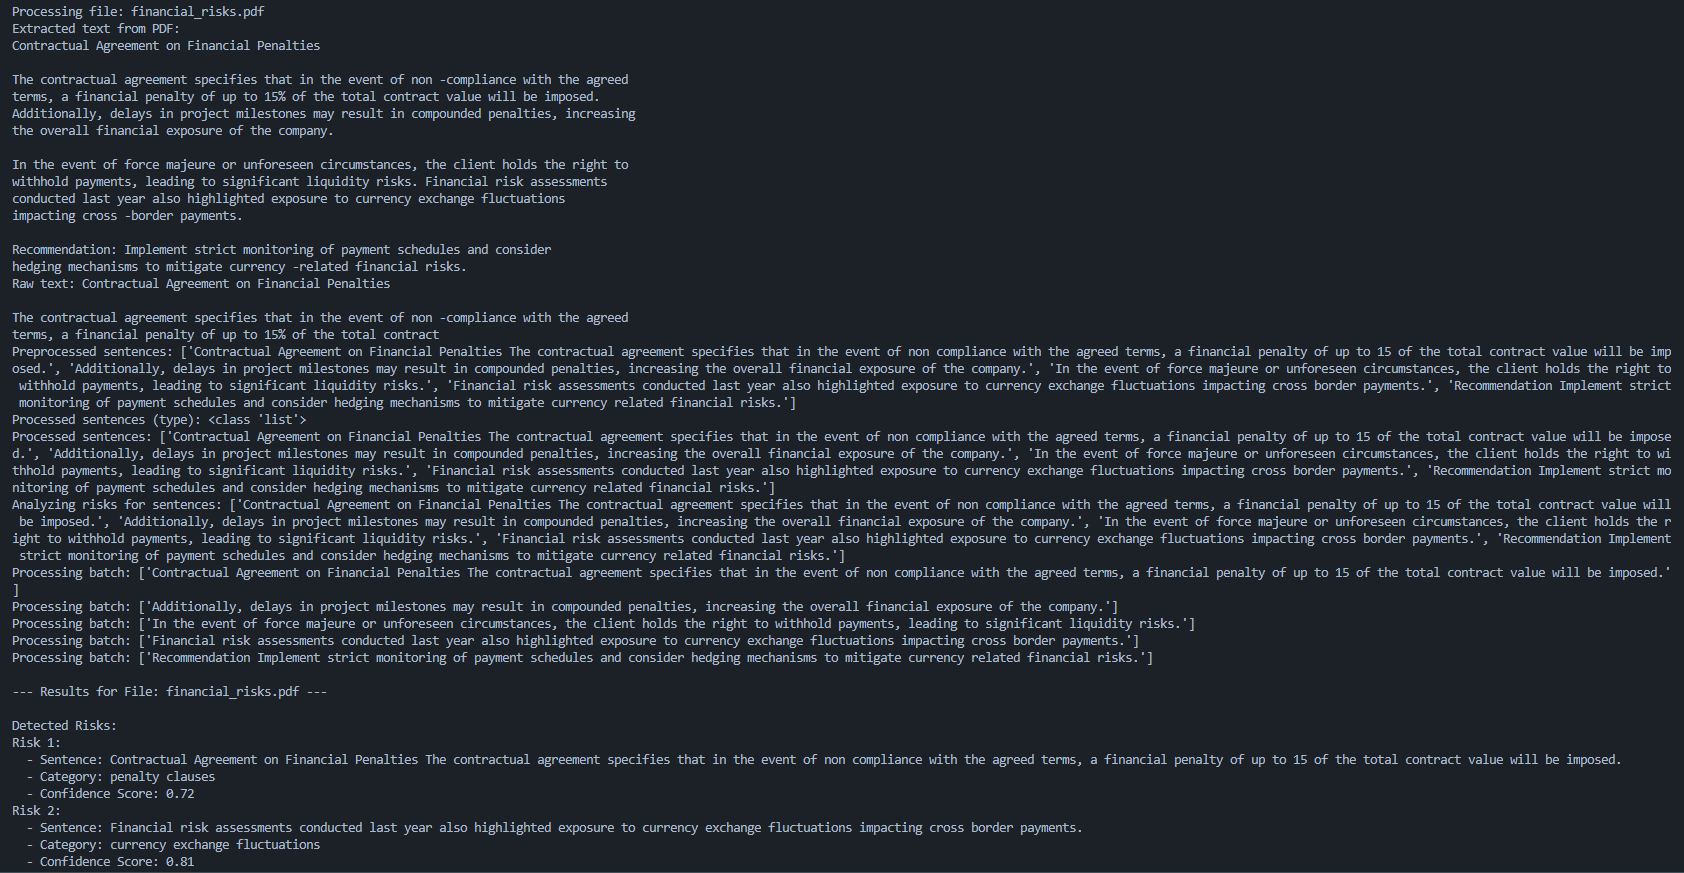 Processing file: financial_risks.pdf
Extracted text from PDF:
Contractual Agreement on Financial Penalties
The contractual agreement specifies that in the event of non -compliance with the agreed
terms, a financial penalty of up to 15% of the total contract value will be imposed.
Additionally, delays in project milestones may result in compounded penalties, increasing
the overall financial exposure of the company.
In the event of force majeure or unforeseen circumstances, the client holds the right to
withhold payments, leading to significant liquidity risks. Financial risk assessments
conducted last year also highlighted exposure to currency exchange fluctuations
impacting cross -border payments.
Recommendation: Implement strict monitoring of payment schedules and consider
hedging mechanisms to mitigate currency -related financial risks.
Raw text: Contractual Agreement on Financial Penalties
The contractual agreement specifies that in the event of non -compliance with the agreed
terms, a financial penalty of up to 15% of the total contract
Preprocessed sentences: ['Contractual Agreement on Financial Penalties The contractual agreement specifies that in the event of non compliance with the agreed terms, a financial penalty of up to 15 of the total contract value will be imp
osed.', 'Additionally, delays in project milestones may result in compounded penalties, increasing the overall financial exposure of the company.', 'In the event of force majeure or unforeseen circumstances, the client holds the right to
withhold payments, leading to significant liquidity risks.', 'Financial risk assessments conducted last year also highlighted exposure to currency exchange fluctuations impacting cross border payments.', 'Recommendation Implement strict
monitoring of payment schedules and consider hedging mechanisms to mitigate currency related financial risks.']
Processed sentences (type): <class 'list'>
Processed sentences: ['Contractual Agreement on Financial Penalties The contractual agreement specifies that in the event of non compliance with the agreed terms, a financial penalty of up to 15 of the total contract value will be impose
d.', 'Additionally, delays in project milestones may result in compounded penalties, increasing the overall financial exposure of the company.', 'In the event of force majeure or unforeseen circumstances, the client holds the right to wi
thhold payments, leading to significant liquidity risks.', 'Financial risk assessments conducted last year also highlighted exposure to currency exchange fluctuations impacting cross border payments.', 'Recommendation Implement strict mo
nitoring of payment schedules and consider hedging mechanisms to mitigate currency related financial risks.']
Analyzing risks for sentences: ['Contractual Agreement on Financial Penalties The contractual agreement specifies that in the event of non compliance with the agreed terms, a financial penalty of up to 15 of the total contract value will
be imposed.', 'Additionally, delays in project milestones may result in compounded penalties, increasing the overall financial exposure of the company.', 'In the event of force majeure or unforeseen circumstances, the client holds the r
ight to withhold payments, leading to significant liquidity risks.', 'Financial risk assessments conducted last year also highlighted exposure to currency exchange fluctuations impacting cross border payments.', 'Recommendation Implement
strict monitoring of payment schedules and consider hedging mechanisms to mitigate currency related financial risks.']
Processing batch: ['Contractual Agreement on Financial Penalties The contractual agreement specifies that in the event of non compliance with the agreed terms, a financial penalty of up to 15 of the total contract value will be imposed.'
]
Processing batch: ['Additionally, delays in project milestones may result in compounded penalties, increasing the overall financial exposure of the company.']
Processing batch: ['In the event of force majeure or unforeseen circumstances, the client holds the right to withhold payments, leading to significant liquidity risks.']
Processing batch: ['Financial risk assessments conducted last year also highlighted exposure to currency exchange fluctuations impacting cross border payments.']
Processing batch: ['Recommendation Implement strict monitoring of payment schedules and consider hedging mechanisms to mitigate currency related financial risks.']
--- Results for File: financial_risks.pdf ---
Detected Risks:
Risk 1:
- Sentence: Contractual Agreement on Financial Penalties The contractual agreement specifies that in the event of non compliance with the agreed terms, a financial penalty of up to 15 of the total contract value will be imposed.
- Category: penalty clauses
- Confidence Score: 0.72
Risk 2:
- Sentence: Financial risk assessments conducted last year also highlighted exposure to currency exchange fluctuations impacting cross border payments.
- Category: currency exchange fluctuations
- Confidence Score: 0.81